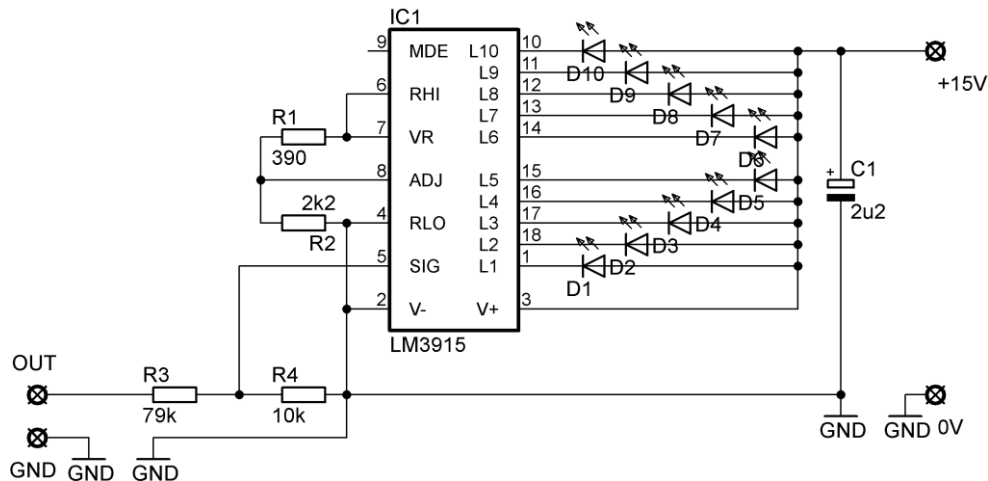 IC1
9 MDE L10 10
L9 11
D10
6 RHI L8 12
D9
+15V
L7 13
D8
R1
7 VR L6 14
D7
D6
390
8 ADJ L5 15
+ C1
2k2
L4 16
D5
4 RLO L3 17
2u2
D4
R2
L2 18
D3
5 SIG L1 1
D2
D1
2 V- V+ 3
LM3915
OUT
R3 R4
79k 10k
GND GND GND GND GND 0V